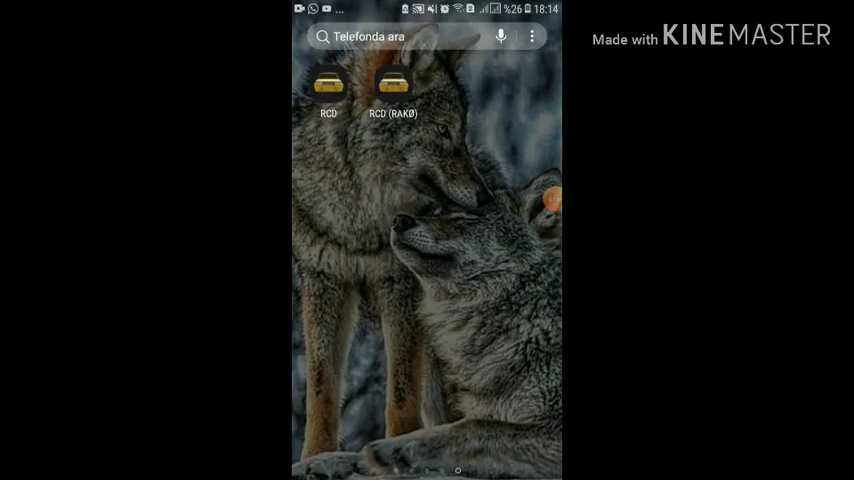 ... %26 18:14
Telefonda ara
Made with KINEMASTER
RCD RCD (RAKØ)